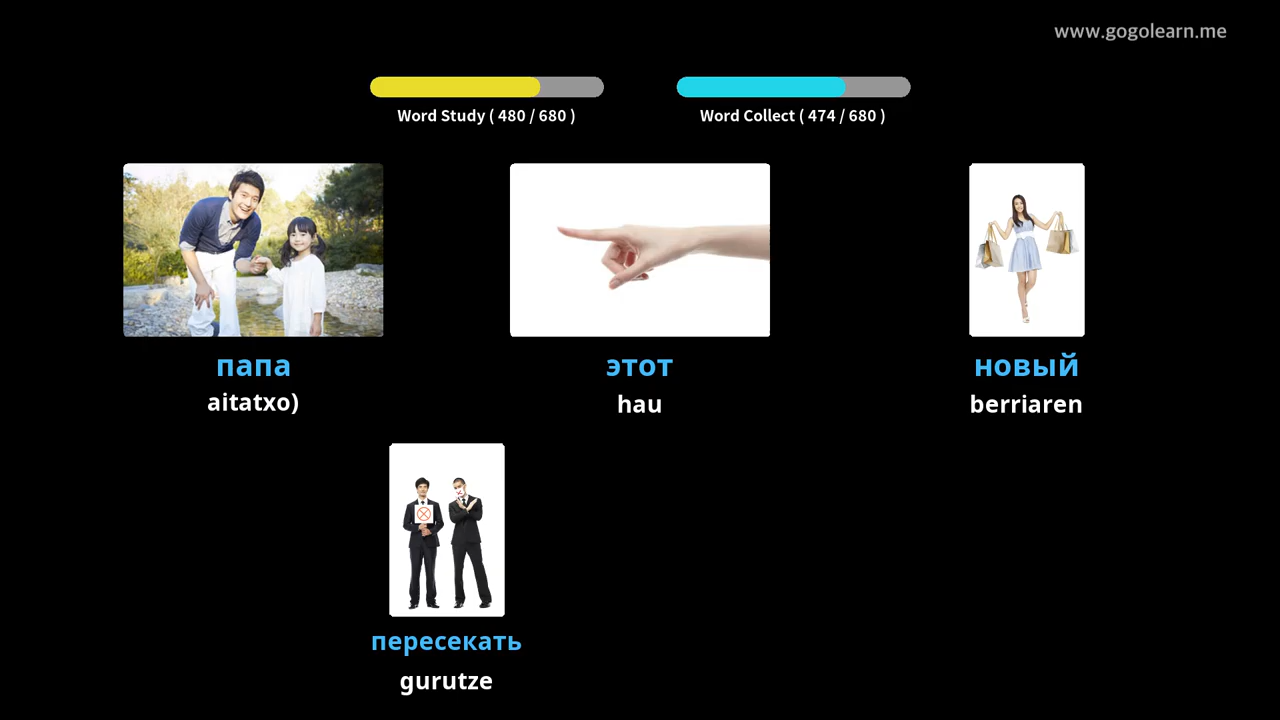 www.gogolearn.me
Word Study ( 480 / 680 )
Word Collect ( 474 / 680 )
папа
aitatxo)
этот
hau
новый
berriaren
пересекать
gurutze